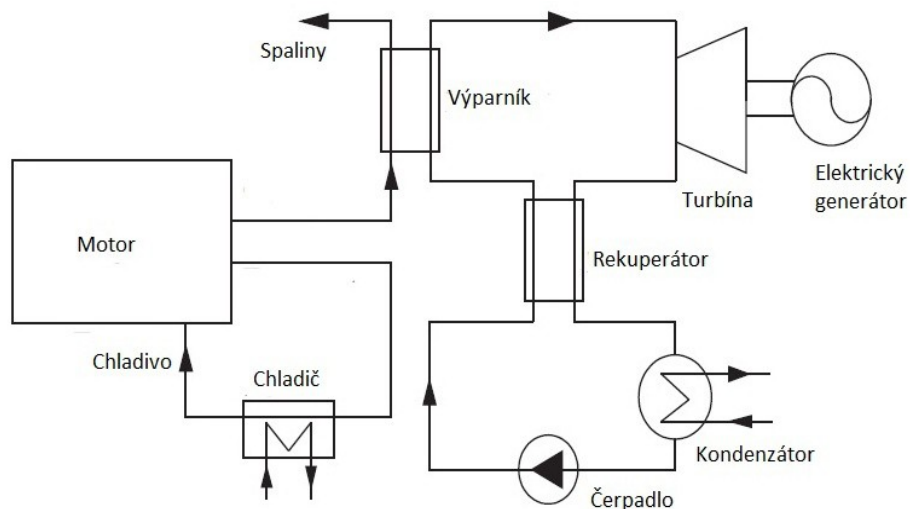 Spaliny
Výparník
Elektrický
generátor
Turbína
Motor
Rekuperátor
Chladivo
Chladič
Kondenzátor
Čerpadlo